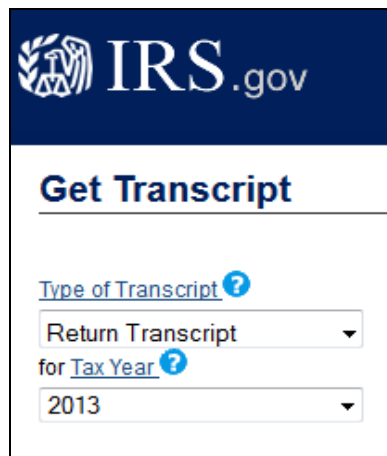 IRS.gov
Get Transcript
Type of Transcript ?
Return Transcript
for Tax Year ?
2013